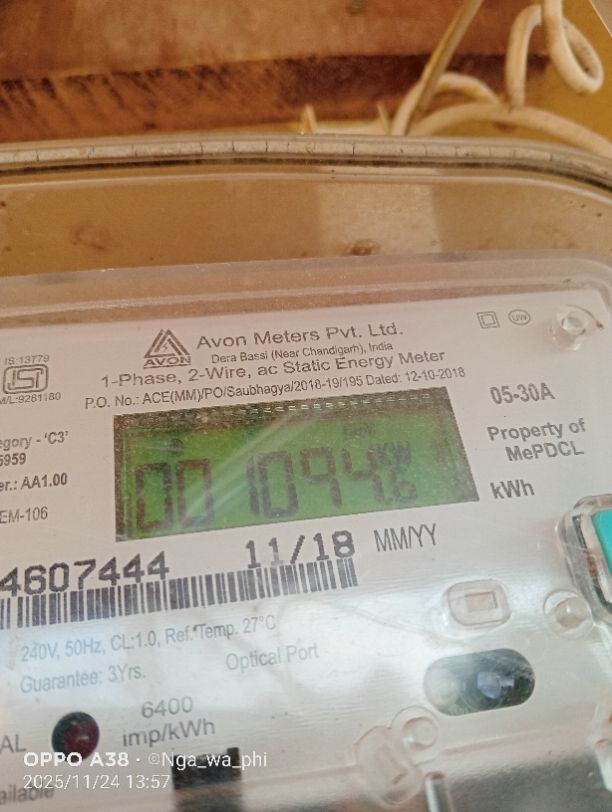 Avon Meters Pvt. Ltd.
AVON
Dera Bassi (Near Chandigarh), India
1-Phase, 2-Wire, ac Static Energy Meter
P.O. No.: ACE(MM)/PO/Saubhagya/2018-19/195 Dated: 12-10-2018
IS:13779
M/L:9281180
UW
05-30A
Property of
MePDCL
kWh
egory - 'C3'
5959
er.: AA1.00
EM-106
001094.6
4607444
11/18
MM/YY
240V, 50Hz, CL:1.0, Ref. Temp. 27°C
Guarantee: 3Yrs.
Optical Port
6400
imp/kWh
AL
OPPO A38 · ©Nga_wa_phi
2025/11/24 13:57
ailable